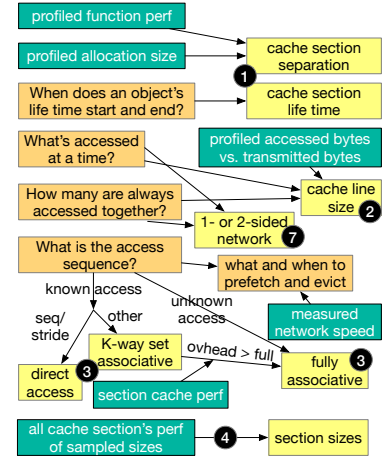 profiled function perf
profiled allocation size
cache section
separation
1
When does an object's
life time start and end?
cache section
life time
What's accessed
at a time?
profiled accessed bytes
vs. transmitted bytes
How many are always
accessed together?
cache line
size
2
1- or 2-sided
network
7
What is the access
sequence?
what and when to
prefetch and evict
known access
unknown
access
seq/
stride
other
measured
network speed
K-way set
associative
ovhead > full
3
direct
access
3
fully
associative
section cache perf
all cache section's perf
of sampled sizes
4
section sizes